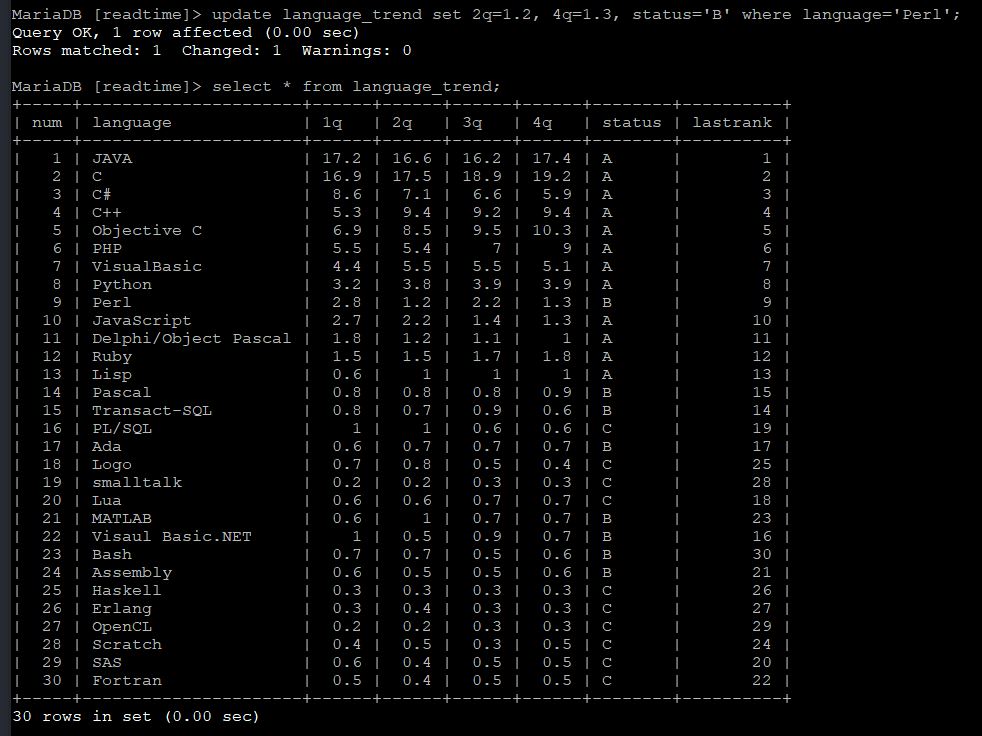 MariaDB [readtime]> update language_trend set 2q=1.2, 4q=1.3, status='B' where language='Perl';
Query OK, 1 row affected (0.00 sec)
Rows matched: 1  Changed: 1  Warnings: 0

MariaDB [readtime]> select * from language_trend;
+-----+----------------------+------+------+------+------+--------+----------+
| num | language             | 1q   | 2q   | 3q   | 4q   | status | lastrank |
+-----+----------------------+------+------+------+------+--------+----------+
|   1 | JAVA                 | 17.2 | 16.6 | 16.2 | 17.4 | A      |        1 |
|   2 | C                    | 16.9 | 17.5 | 18.9 | 19.2 | A      |        2 |
|   3 | C#                   |  8.6 |  7.1 |  6.6 |  5.9 | A      |        3 |
|   4 | C++                  |  5.3 |  9.4 |  9.2 |  9.4 | A      |        4 |
|   5 | Objective C          |  6.9 |  8.5 |  9.5 | 10.3 | A      |        5 |
|   6 | PHP                  |  5.5 |  5.4 |    7 |    9 | A      |        6 |
|   7 | VisualBasic          |  4.4 |  5.5 |  5.5 |  5.1 | A      |        7 |
|   8 | Python               |  3.2 |  3.8 |  3.9 |  3.9 | A      |        8 |
|   9 | Perl                 |  2.8 |  1.2 |  2.2 |  1.3 | B      |        9 |
|  10 | JavaScript           |  2.7 |  2.2 |  1.4 |  1.3 | A      |       10 |
|  11 | Delphi/Object Pascal |  1.8 |  1.2 |  1.1 |    1 | A      |       11 |
|  12 | Ruby                 |  1.5 |  1.5 |  1.7 |  1.8 | A      |       12 |
|  13 | Lisp                 |  0.6 |    1 |    1 |    1 | A      |       13 |
|  14 | Pascal               |  0.8 |  0.8 |  0.8 |  0.9 | B      |       15 |
|  15 | Transact-SQL         |  0.8 |  0.7 |  0.9 |  0.6 | B      |       14 |
|  16 | PL/SQL               |    1 |    1 |  0.6 |  0.6 | C      |       19 |
|  17 | Ada                  |  0.6 |  0.7 |  0.7 |  0.7 | B      |       17 |
|  18 | Logo                 |  0.7 |  0.8 |  0.5 |  0.4 | C      |       25 |
|  19 | smalltalk            |  0.2 |  0.2 |  0.3 |  0.3 | C      |       28 |
|  20 | Lua                  |  0.6 |  0.6 |  0.7 |  0.7 | C      |       18 |
|  21 | MATLAB               |  0.6 |    1 |  0.7 |  0.7 | B      |       23 |
|  22 | Visaul Basic.NET     |    1 |  0.5 |  0.9 |  0.7 | B      |       16 |
|  23 | Bash                 |  0.7 |  0.7 |  0.5 |  0.6 | B      |       30 |
|  24 | Assembly             |  0.6 |  0.5 |  0.5 |  0.6 | B      |       21 |
|  25 | Haskell              |  0.3 |  0.3 |  0.3 |  0.3 | C      |       26 |
|  26 | Erlang               |  0.3 |  0.4 |  0.3 |  0.3 | C      |       27 |
|  27 | OpenCL               |  0.2 |  0.2 |  0.3 |  0.3 | C      |       29 |
|  28 | Scratch              |  0.4 |  0.5 |  0.3 |  0.5 | C      |       24 |
|  29 | SAS                  |  0.6 |  0.4 |  0.5 |  0.5 | C      |       20 |
|  30 | Fortran              |  0.5 |  0.4 |  0.5 |  0.5 | C      |       22 |
+-----+----------------------+------+------+------+------+--------+----------+
30 rows in set (0.00 sec)